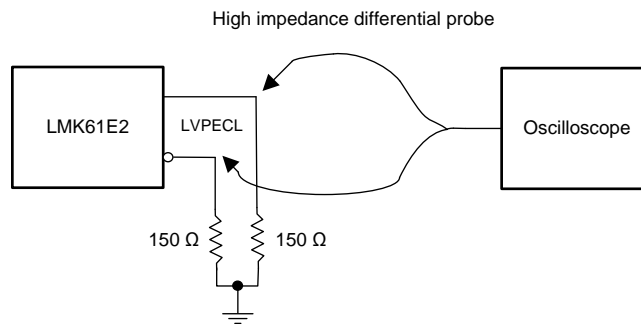 High impedance differential probe
LMK61E2
LVPECL
Oscilloscope
150 Ω
150 Ω